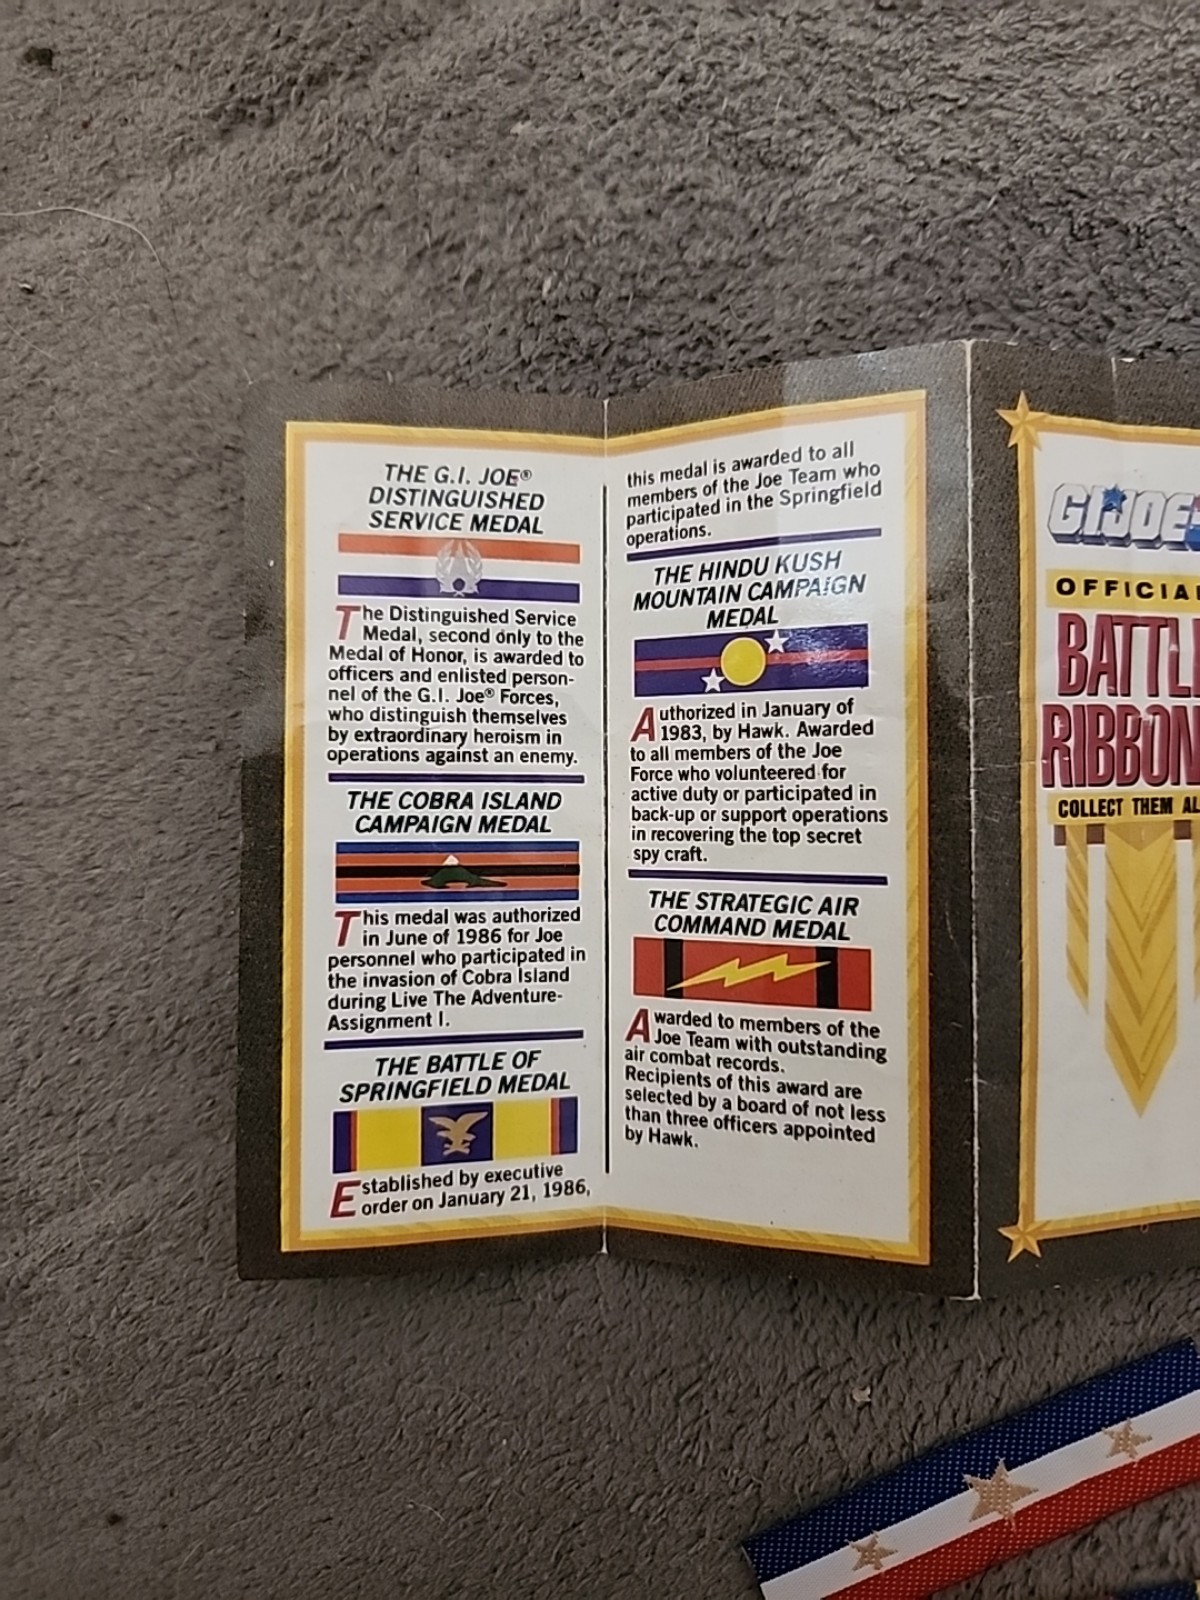 THE G.I. JOE®
DISTINGUISHED
SERVICE MEDAL
The Distinguished Service
Medal, second only to the
Medal of Honor, is awarded to
officers and enlisted person-
nel of the G.I. Joe® Forces,
who distinguish themselves
by extraordinary heroism in
operations against an enemy.
THE COBRA ISLAND
CAMPAIGN MEDAL
This medal was authorized
in June of 1986 for Joe
personnel who participated in
the invasion of Cobra Island
during Live The Adventure-
Assignment I.
THE BATTLE OF
SPRINGFIELD MEDAL
Established by executive
order on January 21, 1986,
this medal is awarded to all
members of the Joe Team who
participated in the Springfield
operations.
THE HINDU KUSH
MOUNTAIN CAMPAIGN
MEDAL
Authorized in January of
1983, by Hawk. Awarded
to all members of the Joe
Force who volunteered for
active duty or participated in
back-up or support operations
in recovering the top secret
spy craft.
THE STRATEGIC AIR
COMMAND MEDAL
Awarded to members of the
Joe Team with outstanding
air combat records.
Recipients of this award are
selected by a board of not less
than three officers appointed
by Hawk.
GI JOE
OFFICIAL
BATTL
RIBBON
COLLECT THEM AL